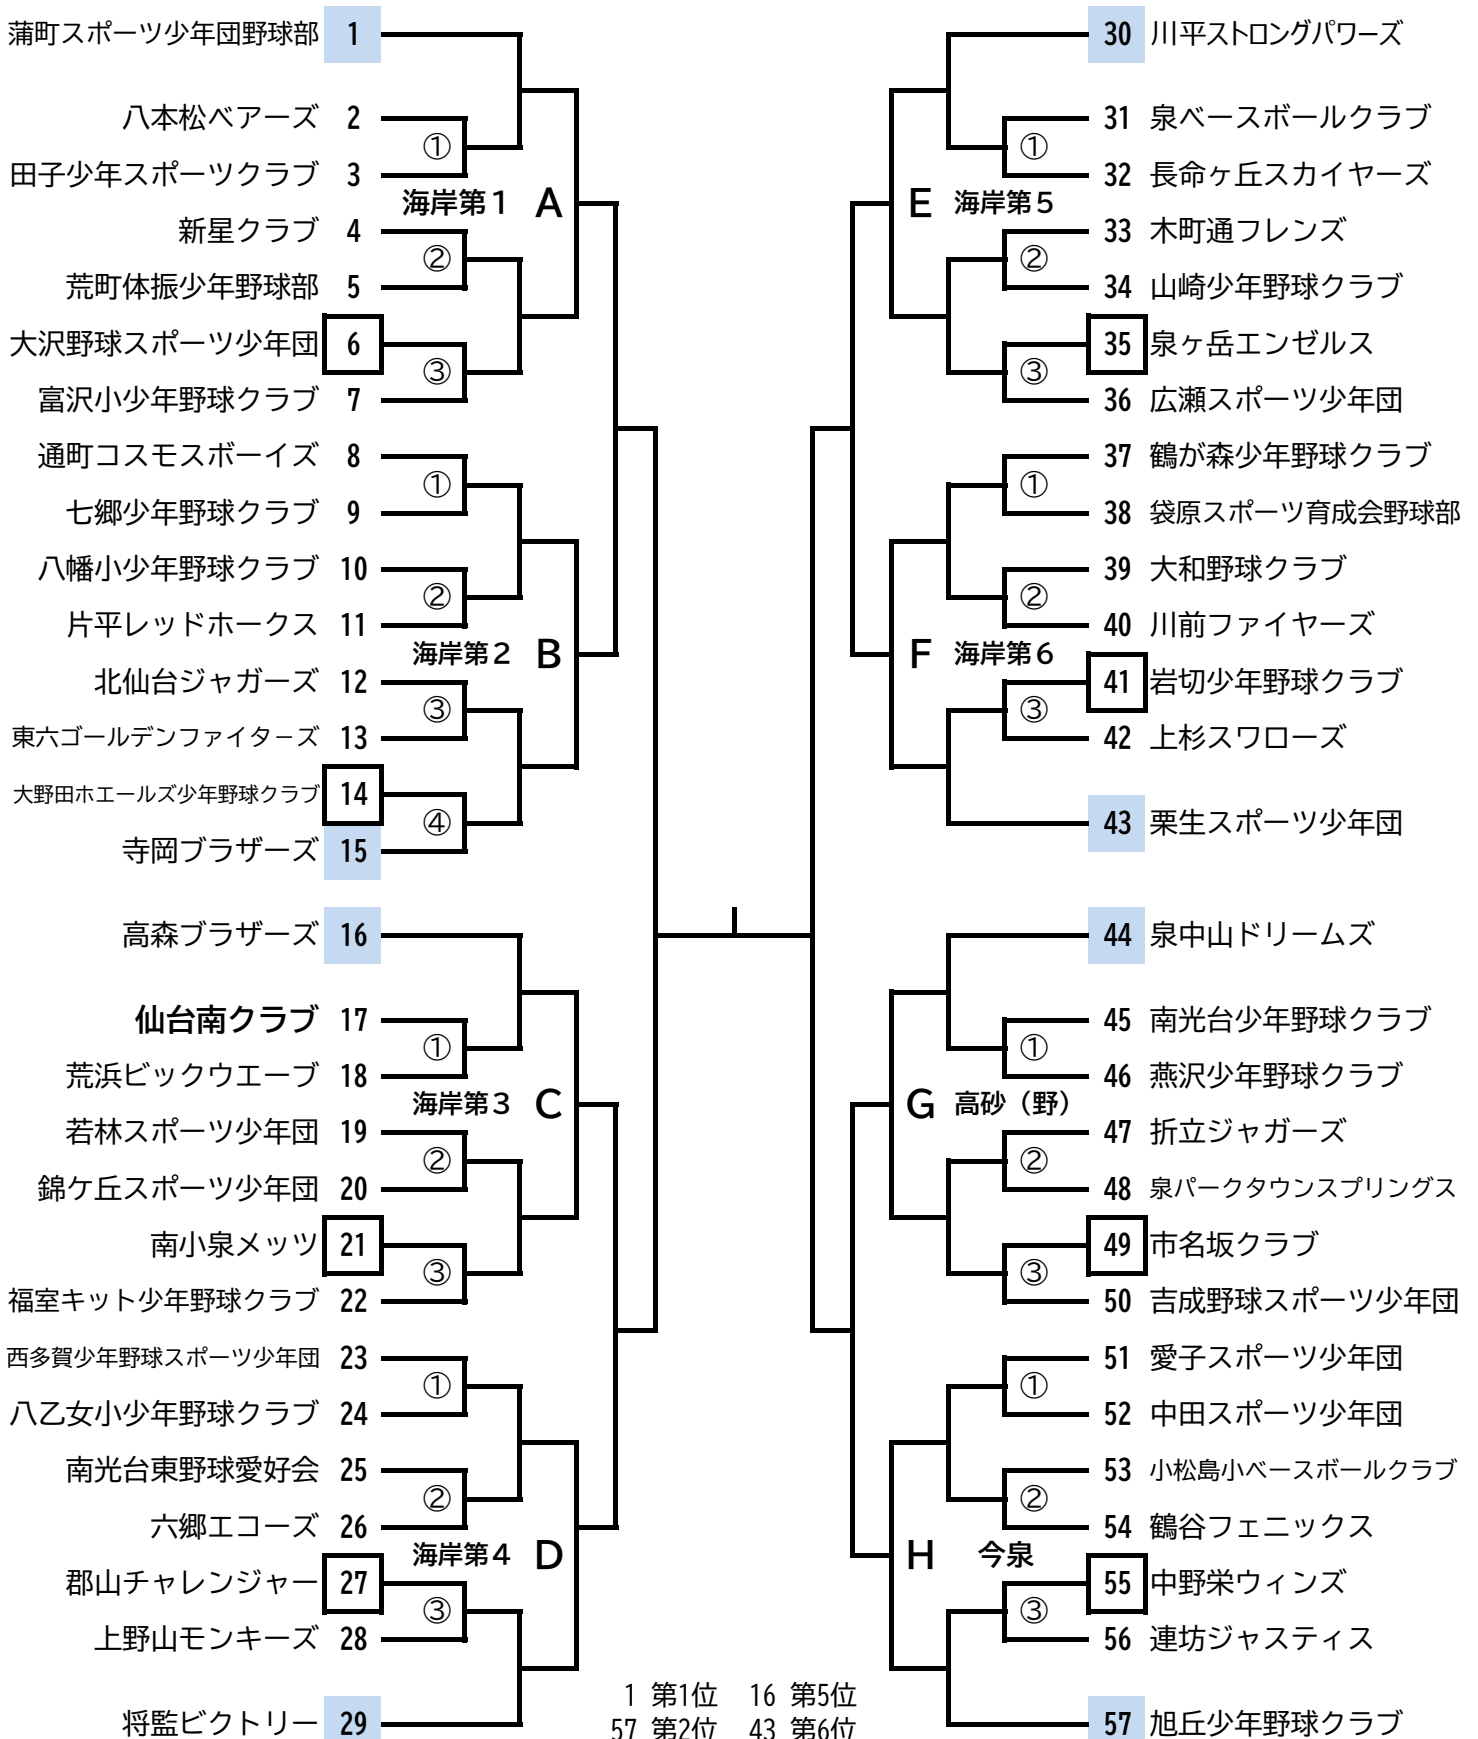 蒲町スポーツ少年団野球部 1
八本松ベアーズ 2
①
田子少年スポーツクラブ 3
海岸第1 A
新星クラブ 4
②
荒町体振少年野球部 5
大沢野球スポーツ少年団 6
③
富沢小少年野球クラブ 7
通町コスモスボーイズ 8
①
七郷少年野球クラブ 9
八幡小少年野球クラブ 10
②
片平レッドホークス 11
海岸第2 B
北仙台ジャガーズ 12
③
東六ゴールデンファイターズ 13
大野田ホエールズ少年野球クラブ 14
④
寺岡ブラザーズ 15
高森ブラザーズ 16
仙台南クラブ 17
①
荒浜ビックウエーブ 18
海岸第3 C
若林スポーツ少年団 19
②
錦ケ丘スポーツ少年団 20
南小泉メッツ 21
③
福室キット少年野球クラブ 22
西多賀少年野球スポーツ少年団 23
①
八乙女小少年野球クラブ 24
南光台東野球愛好会 25
②
六郷エコーズ 26
海岸第4 D
郡山チャレンジャー 27
③
上野山モンキーズ 28
将監ビクトリー 29
30 川平ストロングパワーズ
31 泉ベースボールクラブ
①
32 長命ヶ丘スカイヤーズ
E 海岸第5
33 木町通フレンズ
②
34 山崎少年野球クラブ
35 泉ヶ岳エンゼルス
③
36 広瀬スポーツ少年団
37 鶴が森少年野球クラブ
①
38 袋原スポーツ育成会野球部
39 大和野球クラブ
②
40 川前ファイヤーズ
F 海岸第6
41 岩切少年野球クラブ
③
42 上杉スワローズ
43 栗生スポーツ少年団
44 泉中山ドリームズ
45 南光台少年野球クラブ
①
46 燕沢少年野球クラブ
G 高砂（野）
47 折立ジャガーズ
②
48 泉パークタウンスプリングス
49 市名坂クラブ
③
50 吉成野球スポーツ少年団
51 愛子スポーツ少年団
①
52 中田スポーツ少年団
53 小松島小ベースボールクラブ
②
54 鶴谷フェニックス
H 今泉
55 中野栄ウィンズ
③
56 連坊ジャスティス
57 旭丘少年野球クラブ
1 第1位 16 第5位
57 第2位 43 第6位